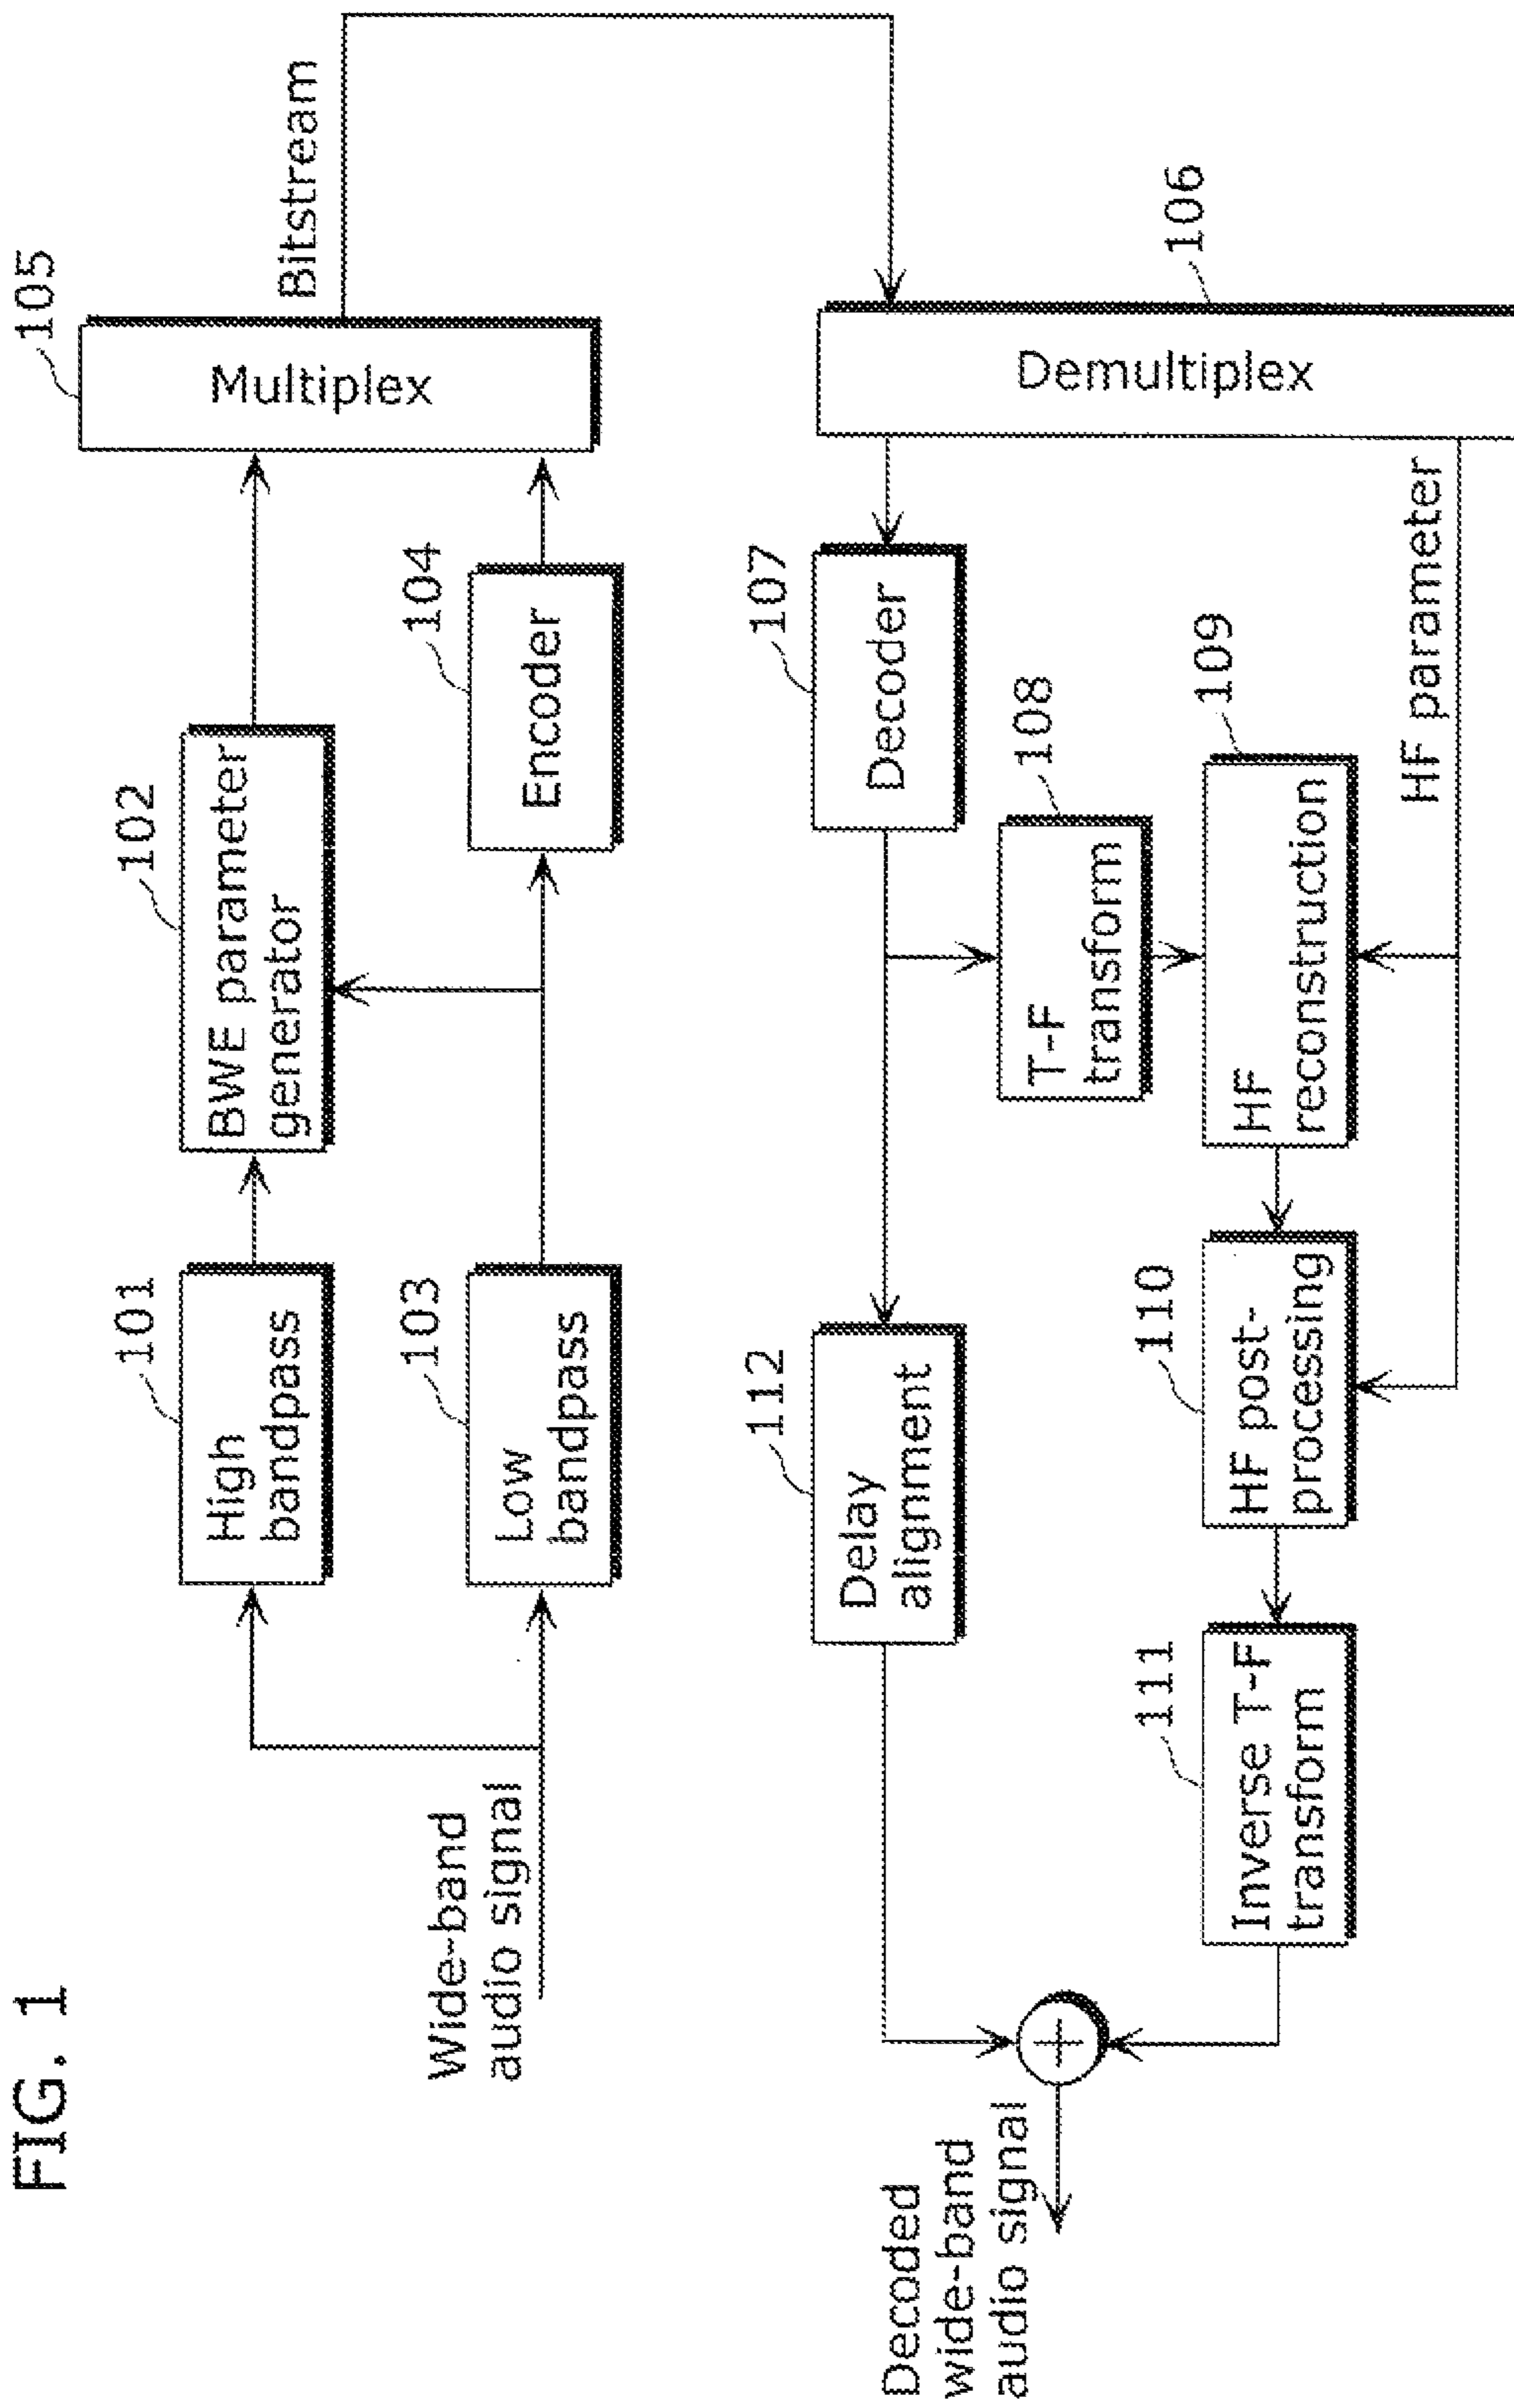 FIG. 1
Wide-band
audio signal
101
High
bandpass
102
BWE parameter
generator
103
Low
bandpass
104
Encoder
105
Multiplex
Bitstream
106
Demultiplex
107
Decoder
108
T-F
transform
109
HF
reconstruction
HF parameter
110
HF post-
processing
111
Inverse T-F
transform
112
Delay
alignment
+
Decoded
wide-band
audio signal